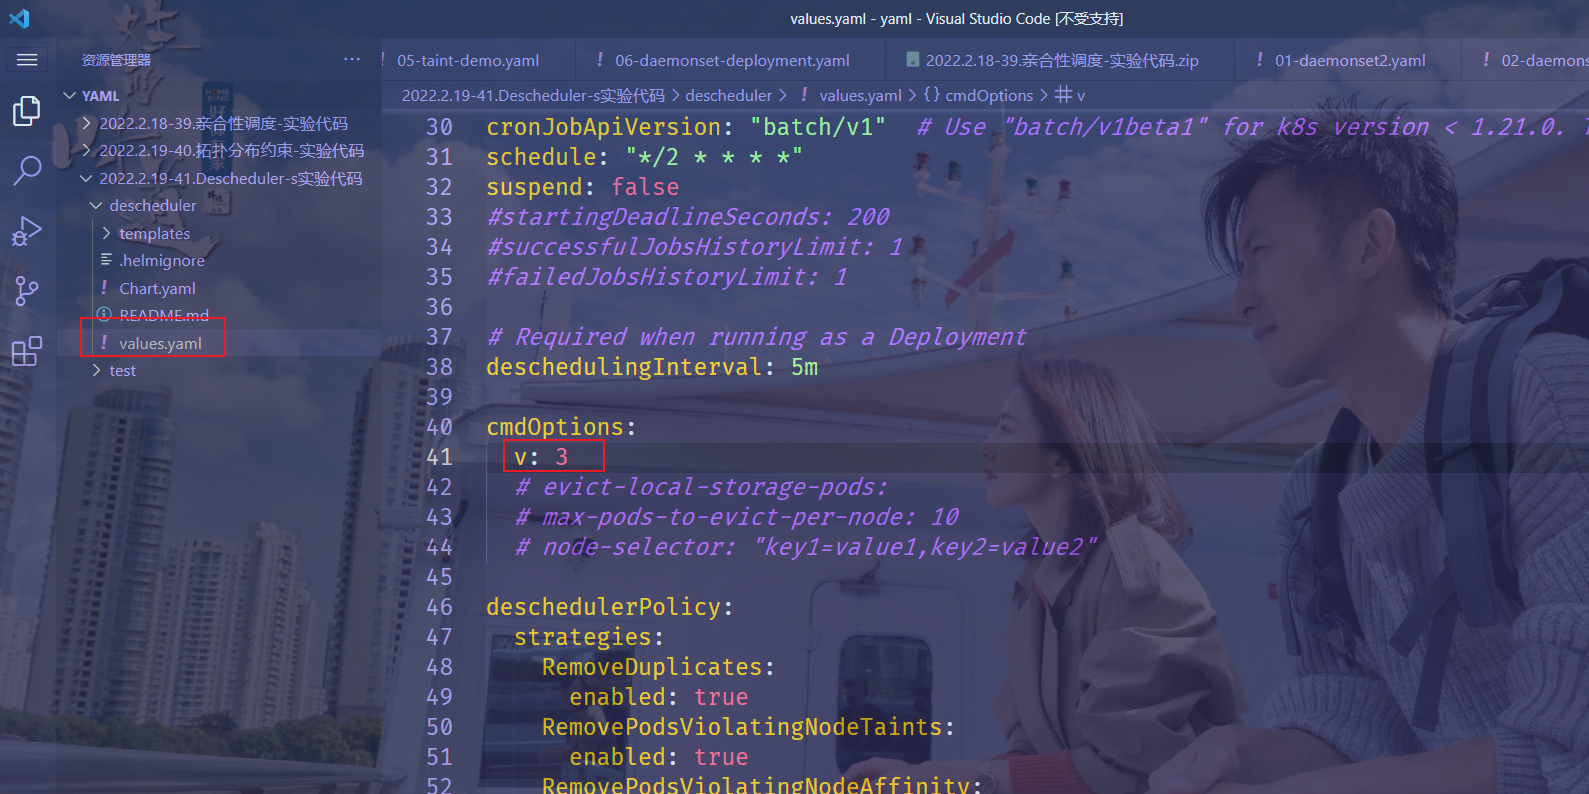 values.yaml - yaml - Visual Studio Code [不受支持]
资源管理器
05-taint-demo.yaml
06-daemonset-deployment.yaml
2022.2.18-39.亲合性调度-实验代码.zip
01-daemonset2.yaml
02-daemons
YAML
2022.2.18-39.亲合性调度-实验代码
2022.2.19-40.拓扑分布约束-实验代码
2022.2.19-41.Descheduler-s实验代码
descheduler
templates
.helmignore
Chart.yaml
README.md
values.yaml
test
2022.2.19-41.Descheduler-s实验代码 > descheduler > ! values.yaml > {} cmdOptions > # v
30 cronJobApiVersion: "batch/v1" # Use "batch/v1beta1" for k8s version < 1.21.0. T
31 schedule: "*/2 * * * *"
32 suspend: false
33 #startingDeadlineSeconds: 200
34 #successfulJobsHistoryLimit: 1
35 #failedJobsHistoryLimit: 1
36
37 # Required when running as a Deployment
38 deschedulingInterval: 5m
39
40 cmdOptions:
41 v: 3
42 # evict-local-storage-pods:
43 # max-pods-to-evict-per-node: 10
44 # node-selector: "key1=value1,key2=value2"
45
46 deschedulerPolicy:
47 strategies:
48 RemoveDuplicates:
49 enabled: true
50 RemovePodsViolatingNodeTaints:
51 enabled: true
52 RemovePodsViolatingNodeAffinity: